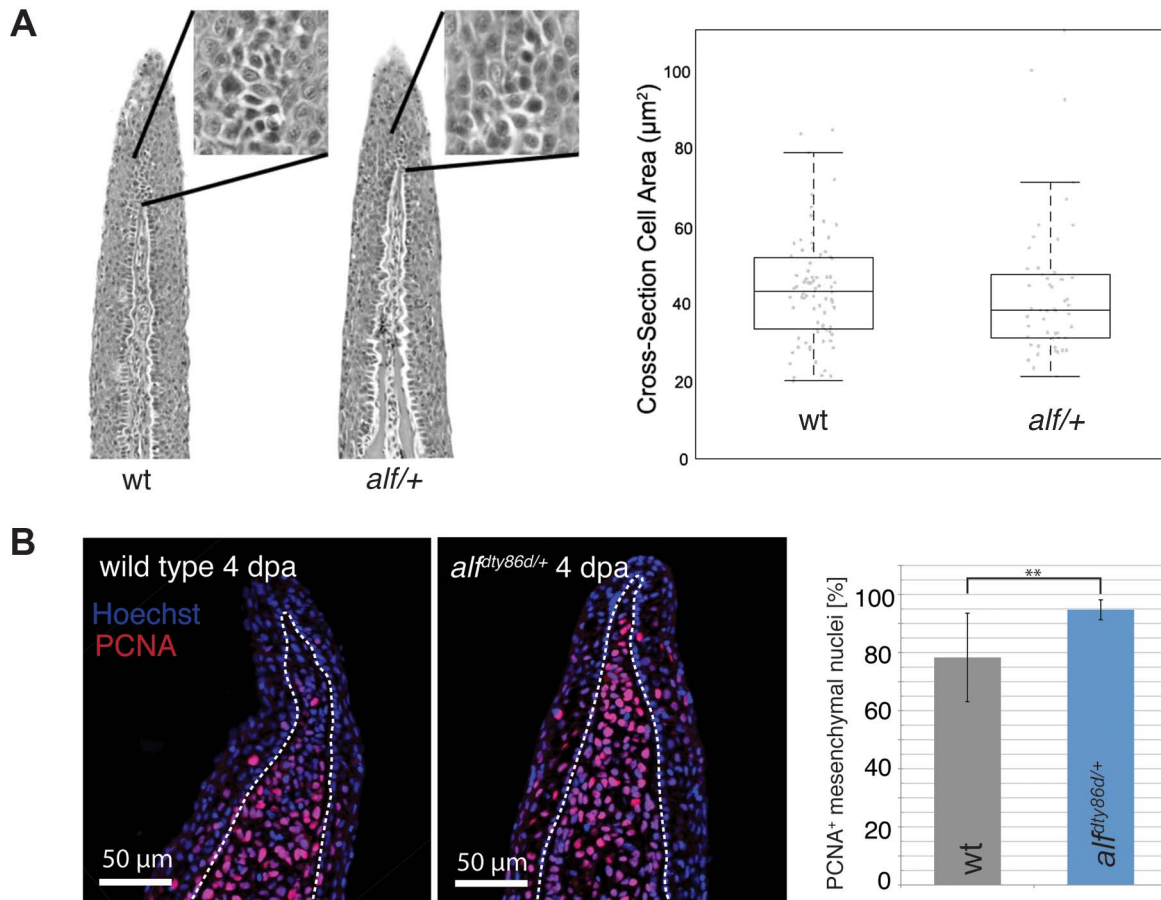 A
wt
alf/+
Cross-Section Cell Area (µm²)
100
80
60
40
20
0
wt
alf/+
B
wild type 4 dpa
Hoechst
PCNA
50 µm
alfdty86d/+ 4 dpa
50 µm
PCNA⁺ mesenchymal nuclei [%]
100
80
60
40
20
0
**
wt
alfdty86d/+